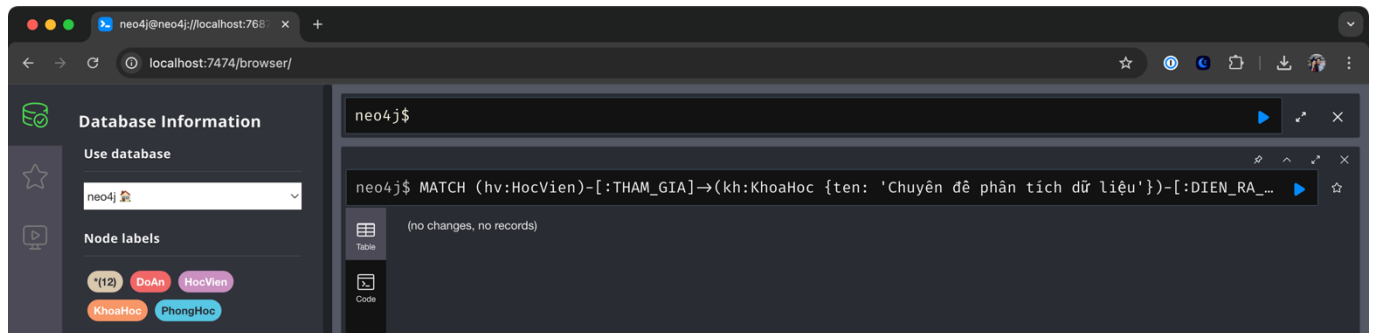 neo4j@neo4j://localhost:768
localhost:7474/browser/
Database Information
Use database
neo4j
Node labels
*(12) DoAn HocVien
KhoaHoc PhongHoc
neo4j$
neo4j$ MATCH (hv:HocVien)-[:THAM_GIA]→(kh:KhoaHoc {ten: 'Chuyên đề phân tích dữ liệu'})-[:DIEN_RA_…
Table
(no changes, no records)
Code